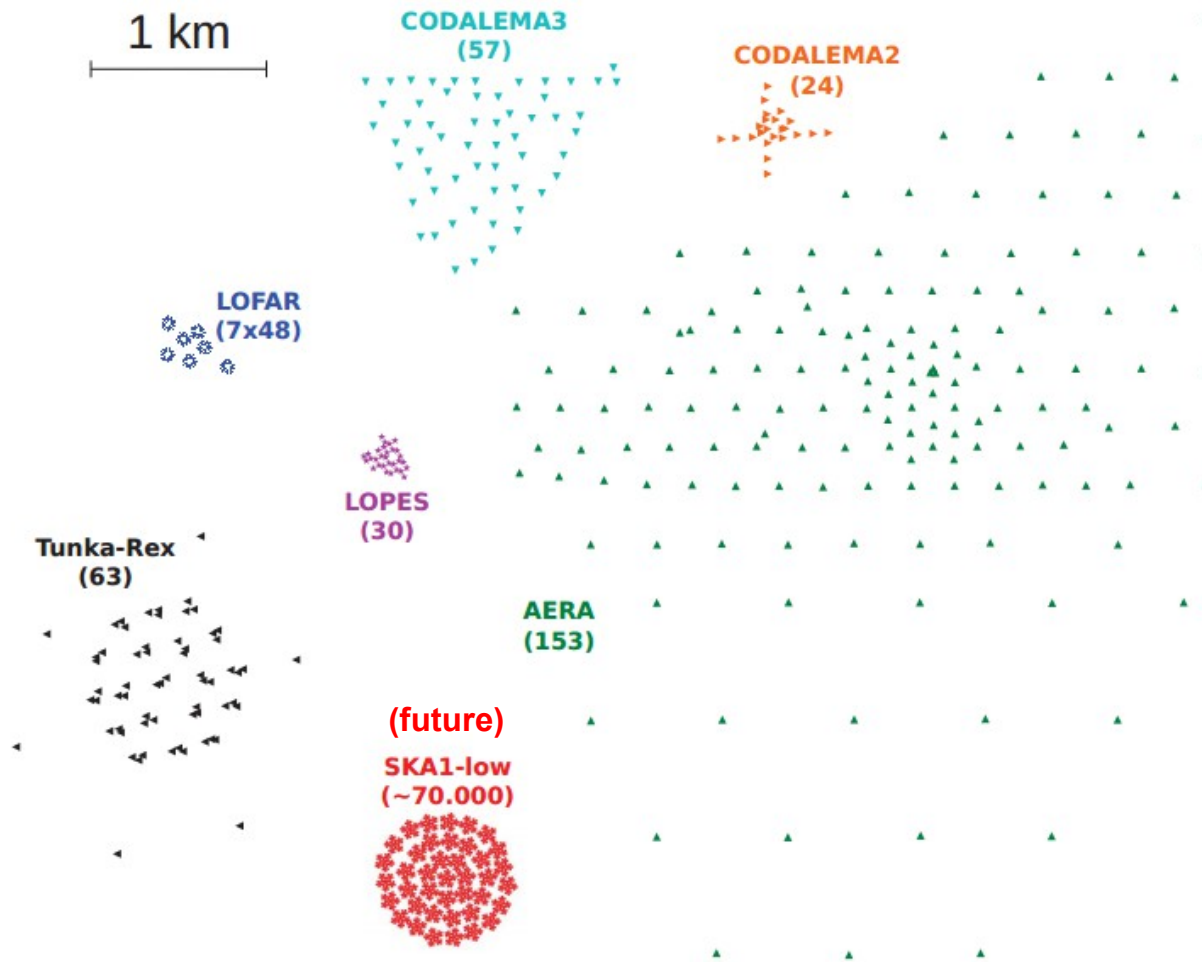 1 km
CODALEMA3
(57)
CODALEMA2
(24)
LOFAR
(7x48)
LOPES
(30)
Tunka-Rex
(63)
AERA
(153)
(future)
SKA1-low
(~70.000)